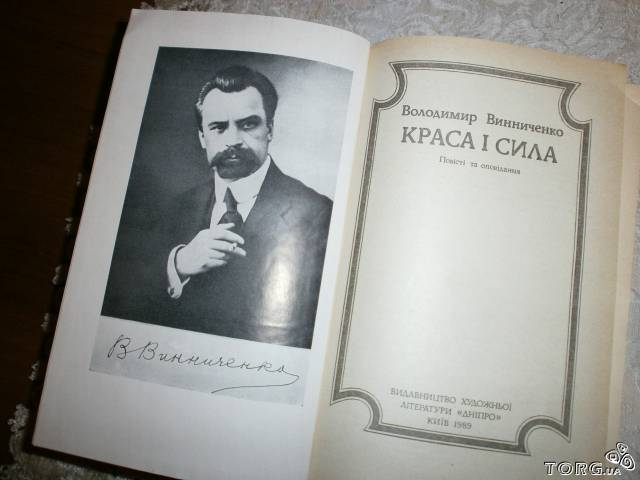 В Винниченко
Володимир Винниченко
КРАСА І СИЛА
Повісті та оповідання
ВИДАВНИЦТВО ХУДОЖНЬОЇ
ЛІТЕРАТУРИ «ДНІПРО»
КИЇВ 1989
TORG.UA